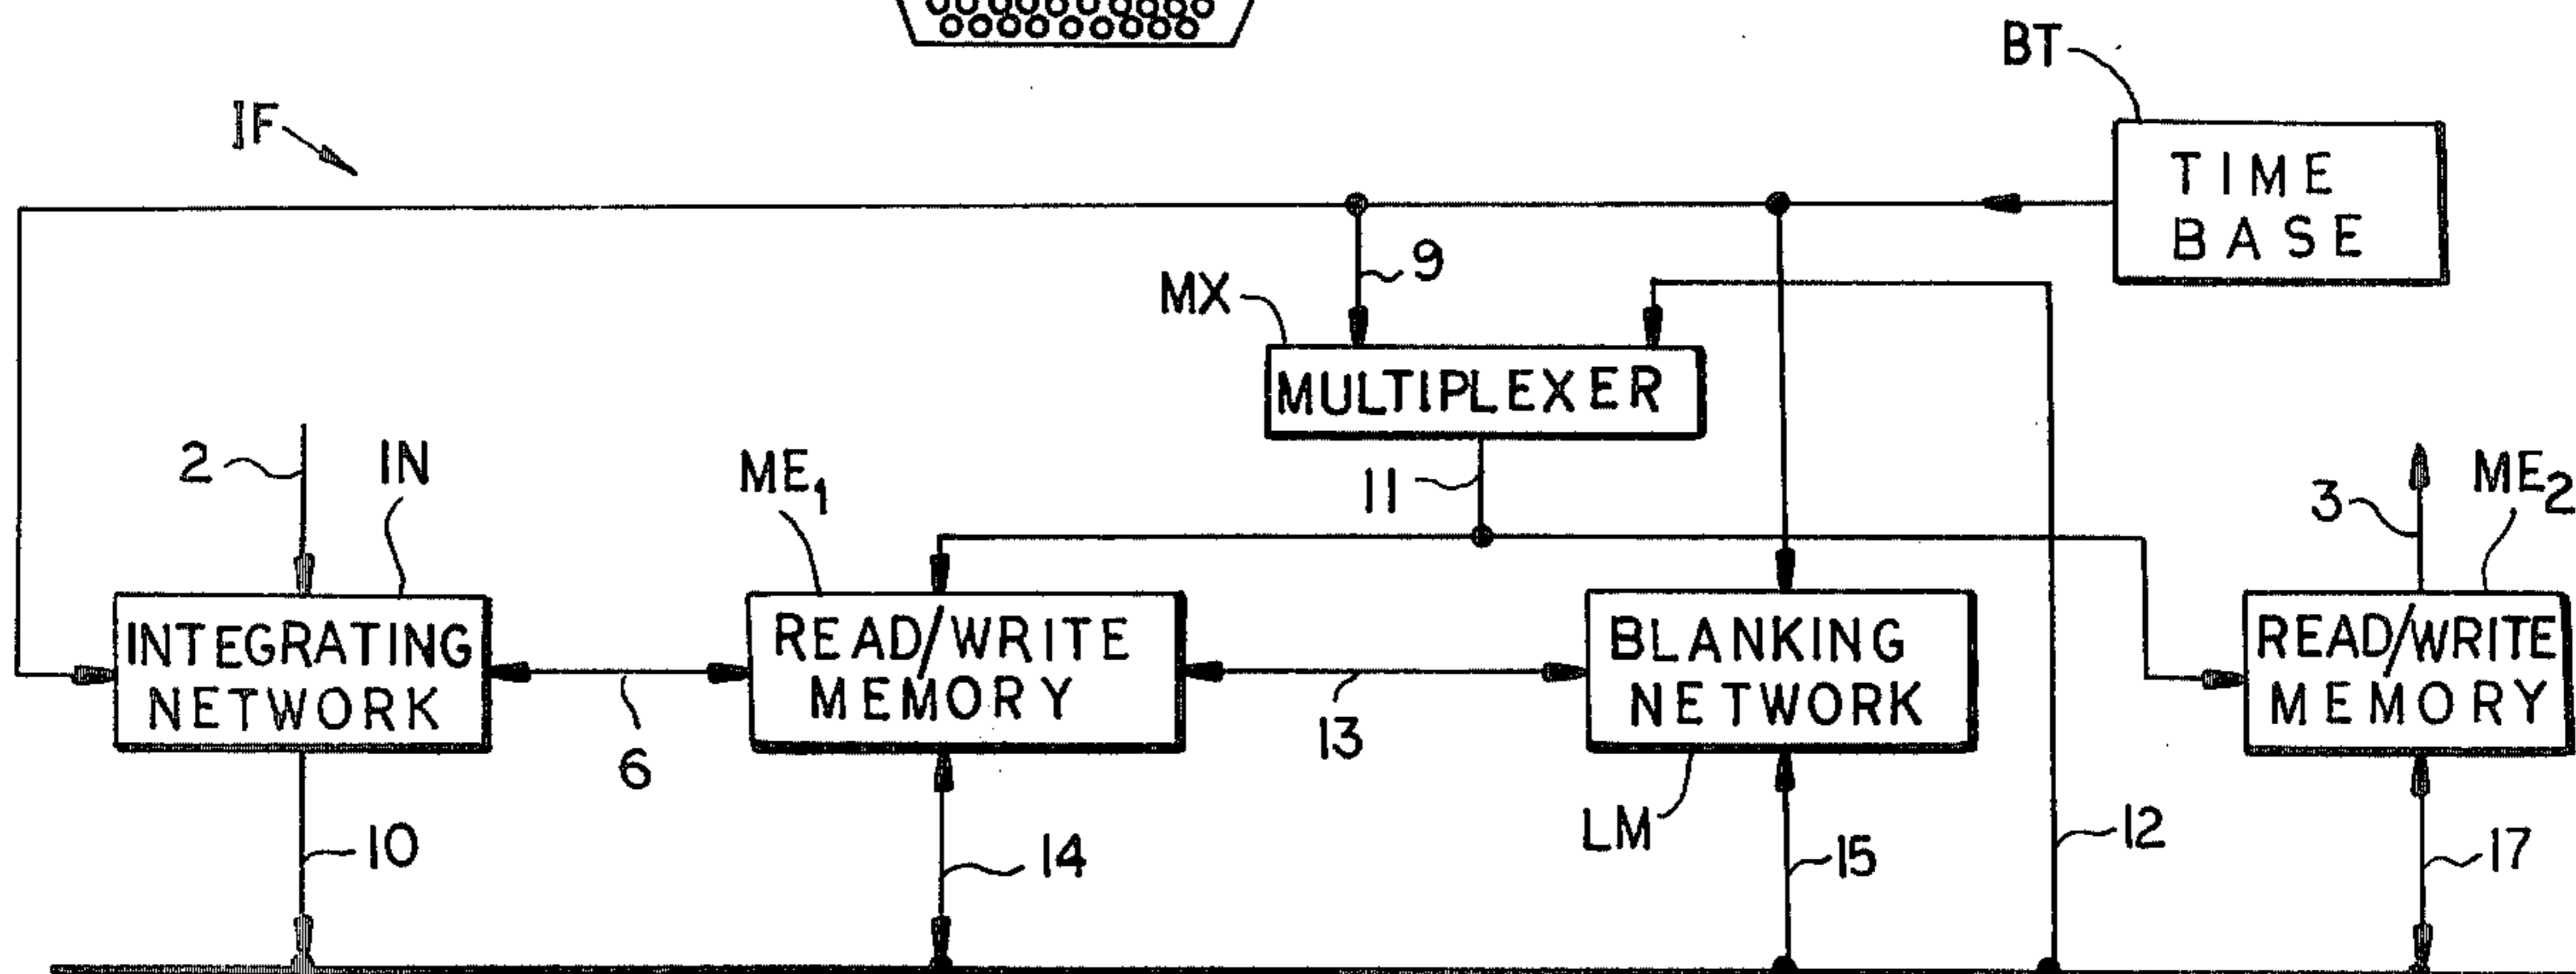 BT
IF
TIME
BASE
9
MX
MULTIPLEXER
2
IN
ME1
11
3
ME2
INTEGRATING
NETWORK
READ/WRITE
MEMORY
BLANKING
NETWORK
READ/WRITE
MEMORY
6
13
LM
10
14
15
12
17